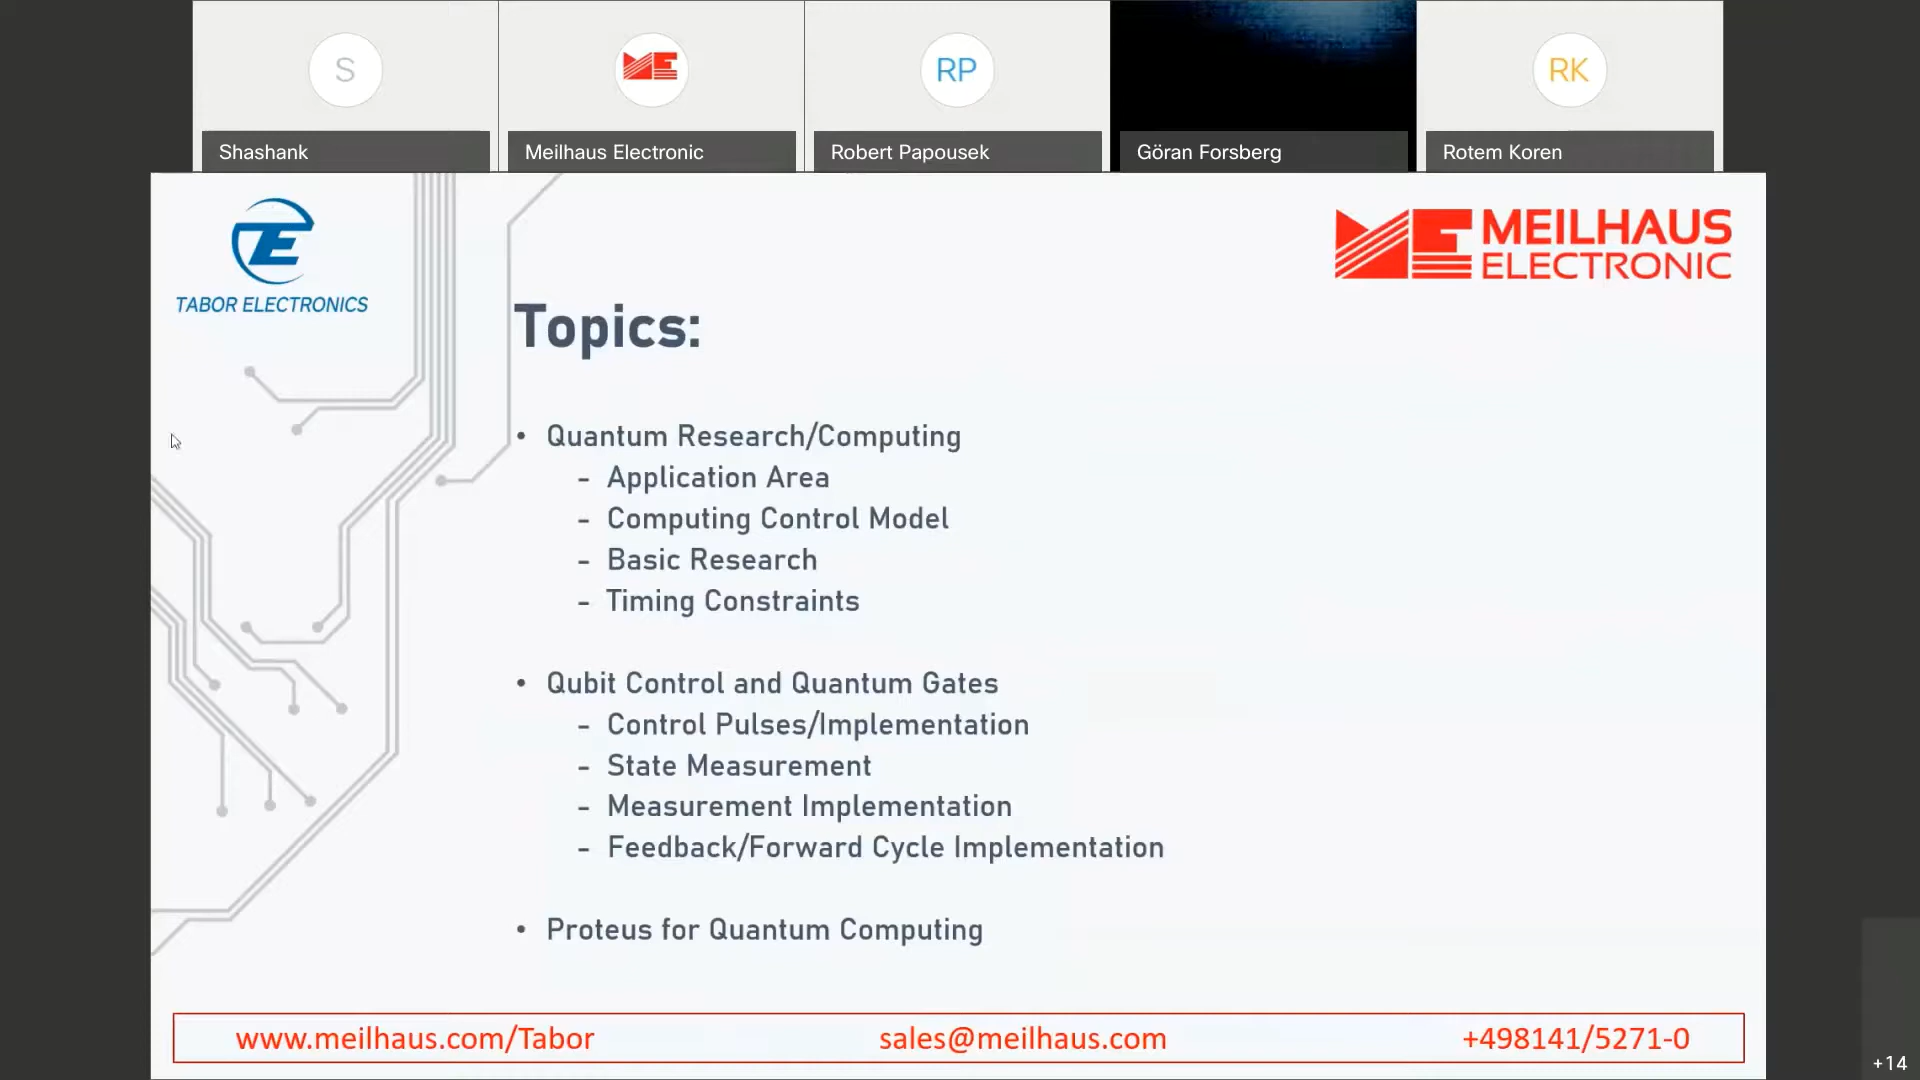 S
ME
RP
RK
Shashank
Meilhaus Electronic
Robert Papousek
Göran Forsberg
Rotem Koren
TE
TABOR ELECTRONICS
ME MEILHAUS
ELECTRONIC
Topics:
• Quantum Research/Computing
- Application Area
- Computing Control Model
- Basic Research
- Timing Constraints
• Qubit Control and Quantum Gates
- Control Pulses/Implementation
- State Measurement
- Measurement Implementation
- Feedback/Forward Cycle Implementation
• Proteus for Quantum Computing
www.meilhaus.com/Tabor sales@meilhaus.com +498141/5271-0
+14